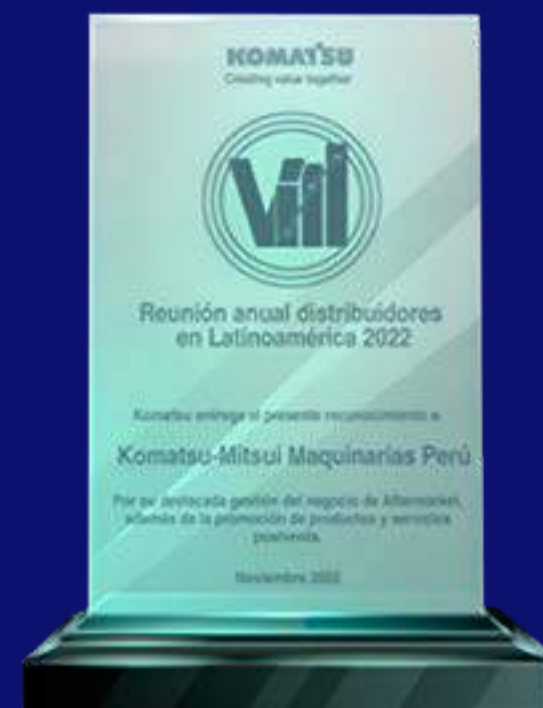 KOMATSU
Creating value together
VIII
Reunión anual distribuidores
en Latinoamérica 2022
Komatsu entrega el presente reconocimiento a:
Komatsu-Mitsui Maquinarias Perú
Por su destacada gestión del negocio de Aftermarket,
además de la promoción de productos y servicios
postventa.
Noviembre 2022